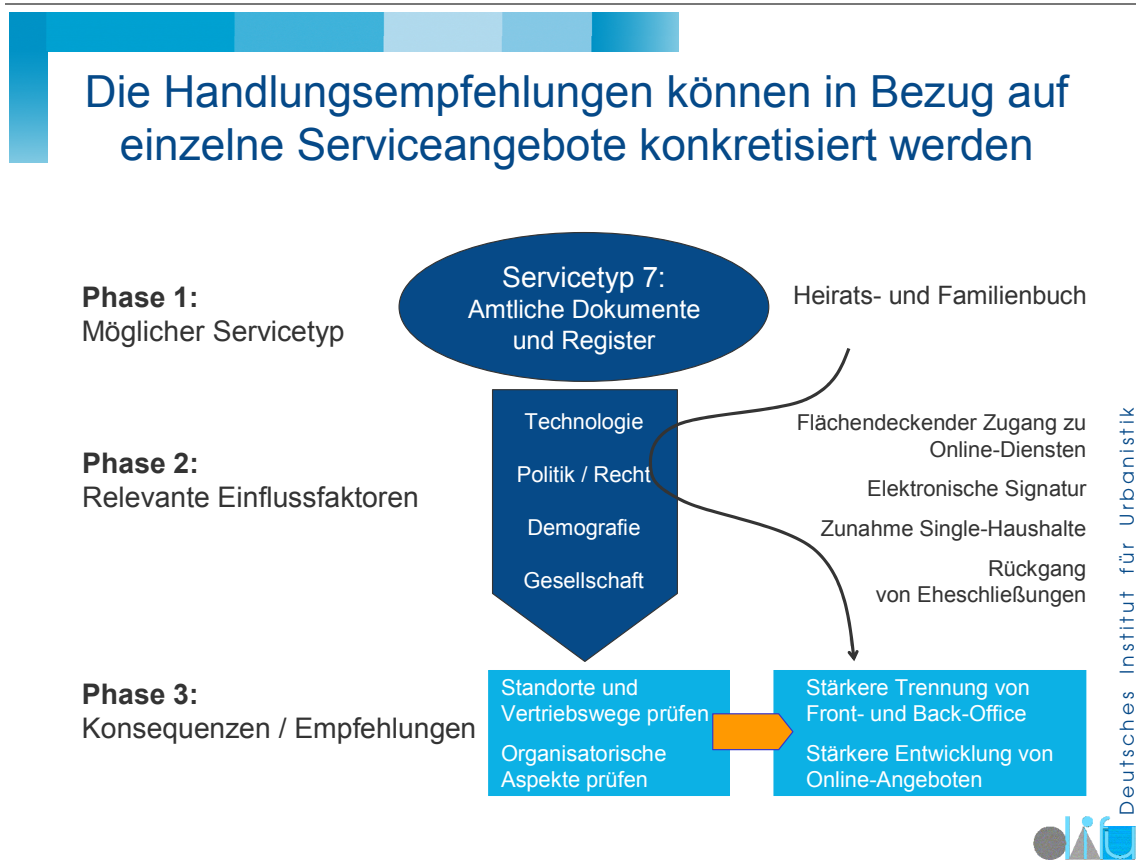 Die Handlungsempfehlungen können in Bezug auf
einzelne Serviceangebote konkretisiert werden
Phase 1:
Möglicher Servicetyp
Servicetyp 7:
Amtliche Dokumente
und Register
Heirats- und Familienbuch
Phase 2:
Relevante Einflussfaktoren
Technologie
Politik / Recht
Demografie
Gesellschaft
Flächendeckender Zugang zu
Online-Diensten
Elektronische Signatur
Zunahme Single-Haushalte
Rückgang
von Eheschließungen
Phase 3:
Konsequenzen / Empfehlungen
Standorte und
Vertriebswege prüfen
Organisatorische
Aspekte prüfen
Stärkere Trennung von
Front- und Back-Office
Stärkere Entwicklung von
Online-Angeboten
Deutsches Institut für Urbanistik
difu